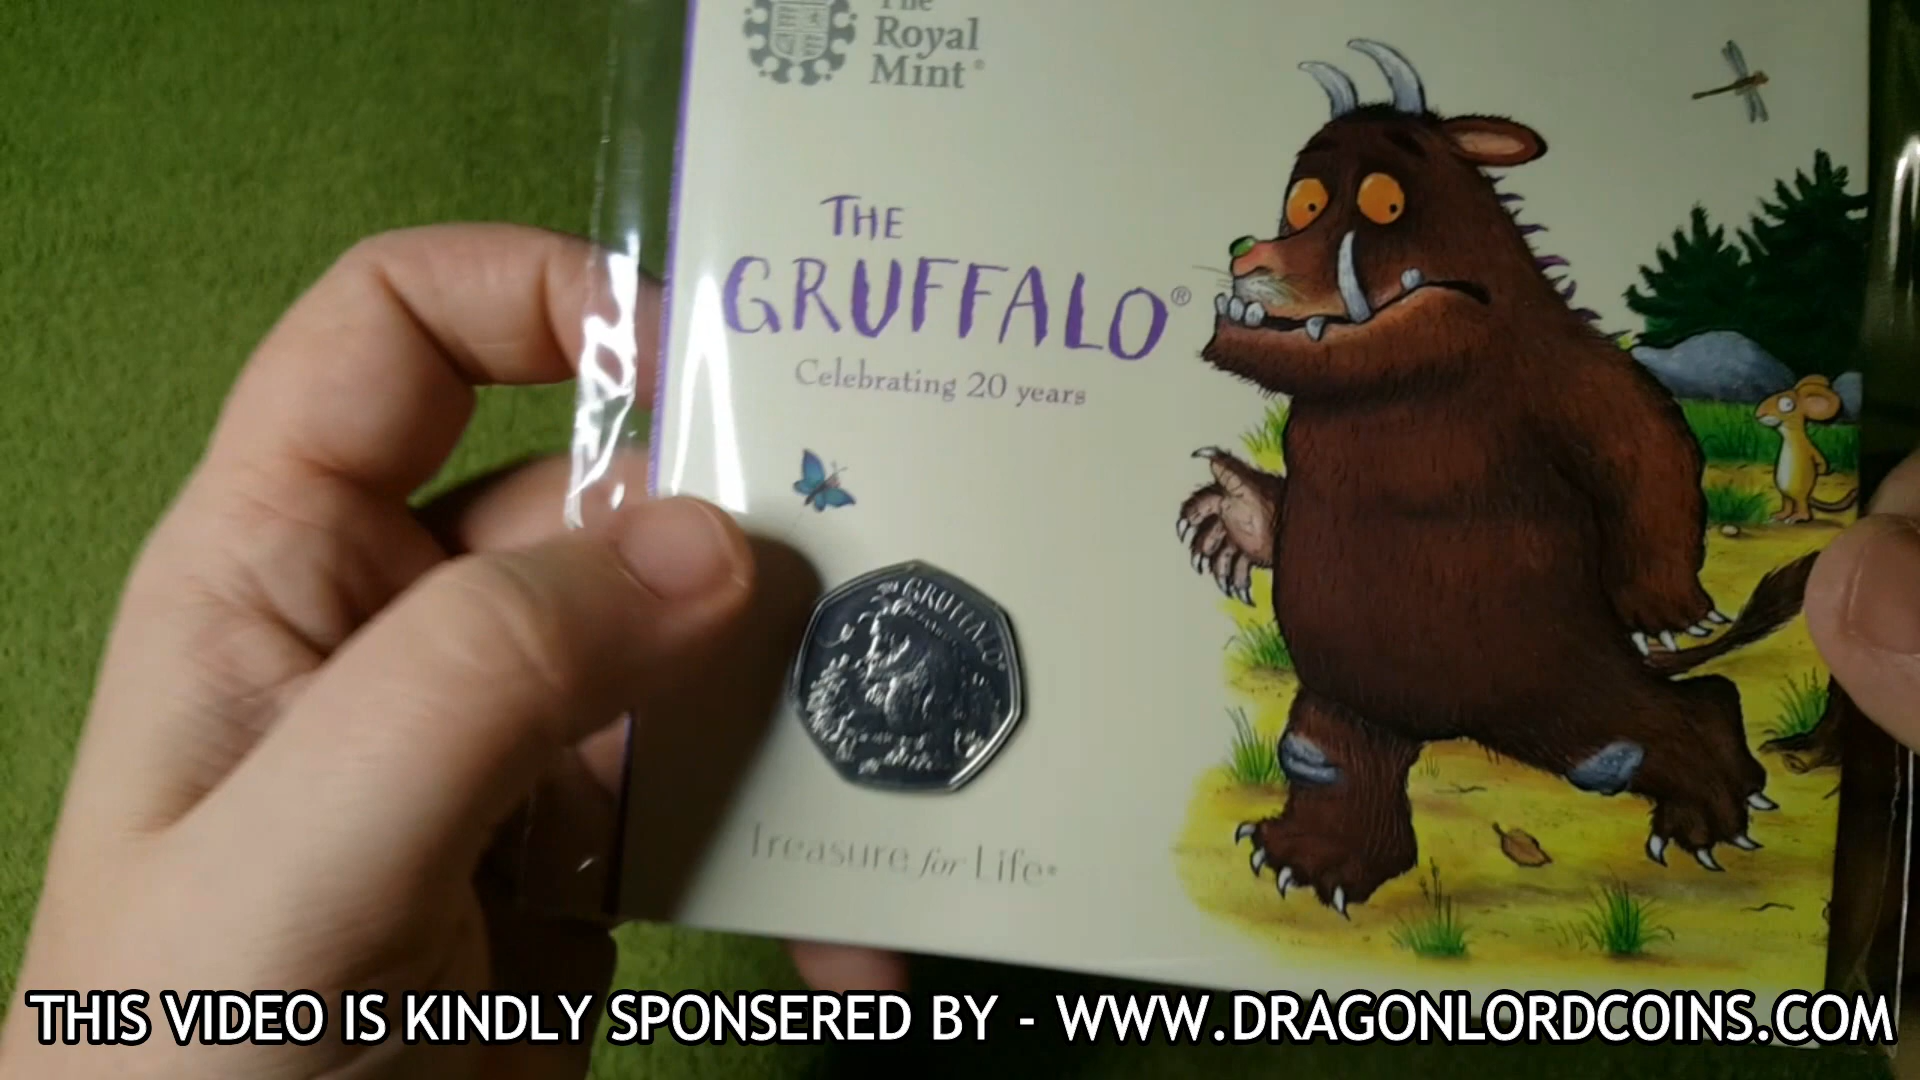 The
Royal
Mint®
THE
GRUFFALO®
Celebrating 20 years
GRUFFALO
Treasure for Life®
THIS VIDEO IS KINDLY SPONSERED BY - WWW.DRAGONLORDCOINS.COM